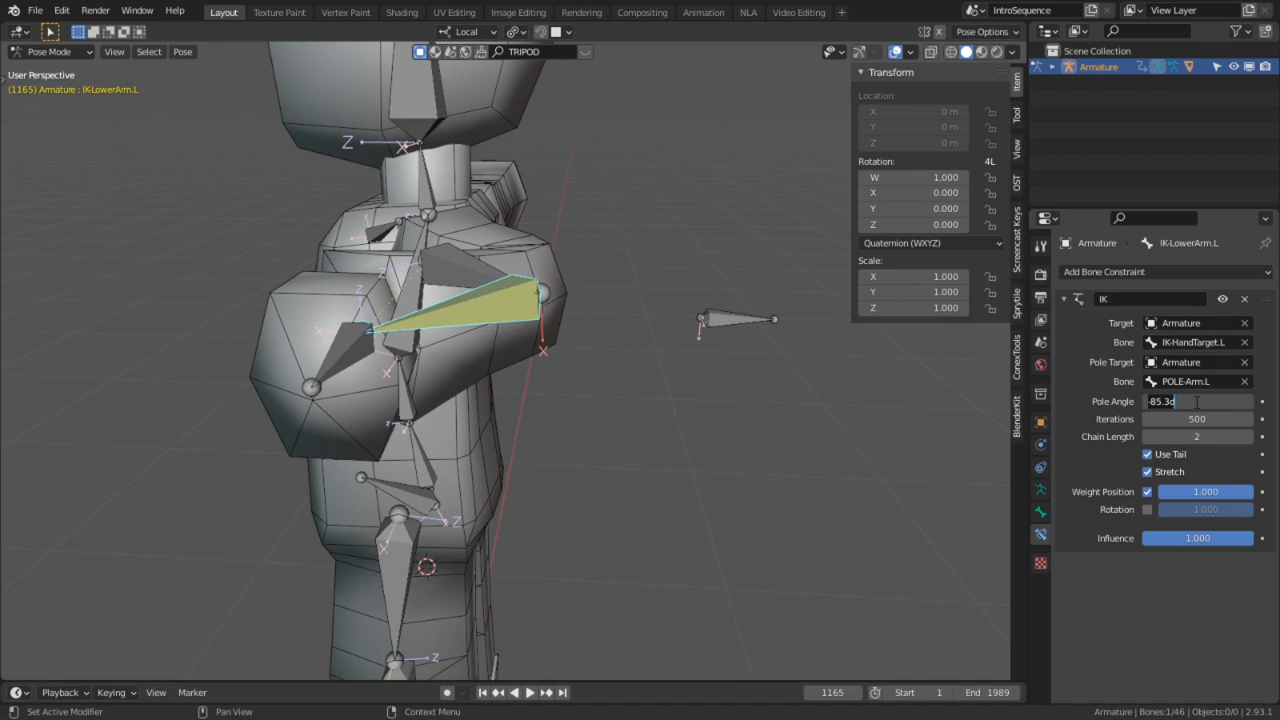 File Edit Render Window Help Layout Texture Paint Vertex Paint Shading UV Editing Image Editing Rendering Compositing Animation NLA Video Editing + IntroSequence View Layer
Local Pose Options
Pose Mode View Select Pose TRIPOD
User Perspective
(1165) Armature : IK-LowerArm.L
Scene Collection
Armature
Transform
Location:
X 0 m
Y 0 m
Z 0 m
Rotation: 4L
W 1.000
X 0.000
Y 0.000
Z 0.000
Quaternion (WXYZ)
Scale:
X 1.000
Y 1.000
Z 1.000
Item
Tool
View
OST
Screencast Keys
Sprytile
ConexTools
BlenderKit
Armature IK-LowerArm.L
Add Bone Constraint
IK
Target Armature
Bone IK-HandTarget.L
Pole Target Armature
Bone POLE-Arm.L
Pole Angle -85.3d
Iterations 500
Chain Length 2
Use Tail
Stretch
Weight Position 1.000
Rotation 1.000
Influence 1.000
Z
X
Z
Z
X
X
X
Z
X
Z
Playback Keying View Marker 1165 Start 1 End 1989
Set Active Modifier Pan View Context Menu Armature | Bones:1/46 | Objects:0/0 | 2.93.1